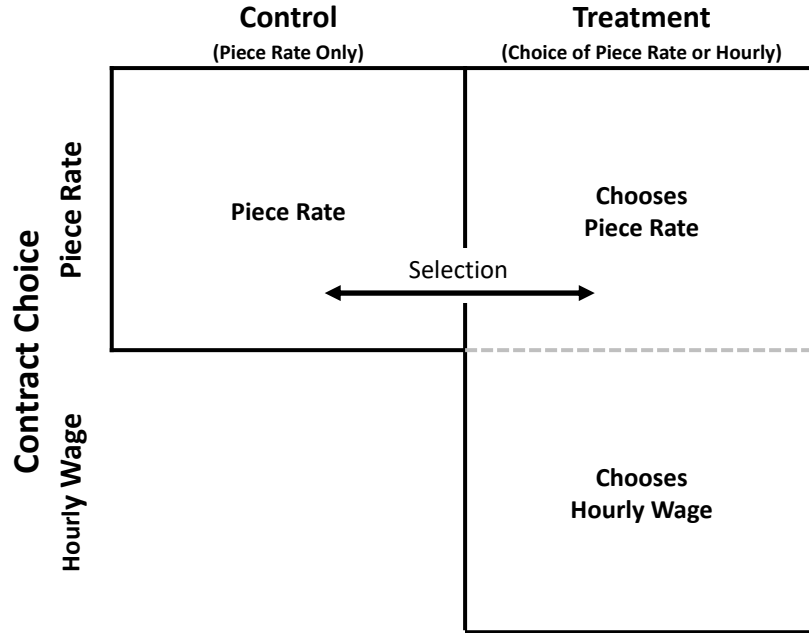 Control
Treatment
(Piece Rate Only)
(Choice of Piece Rate or Hourly)
Contract Choice
Piece Rate
Hourly Wage
Piece Rate
Chooses
Piece Rate
Selection
Chooses
Hourly Wage